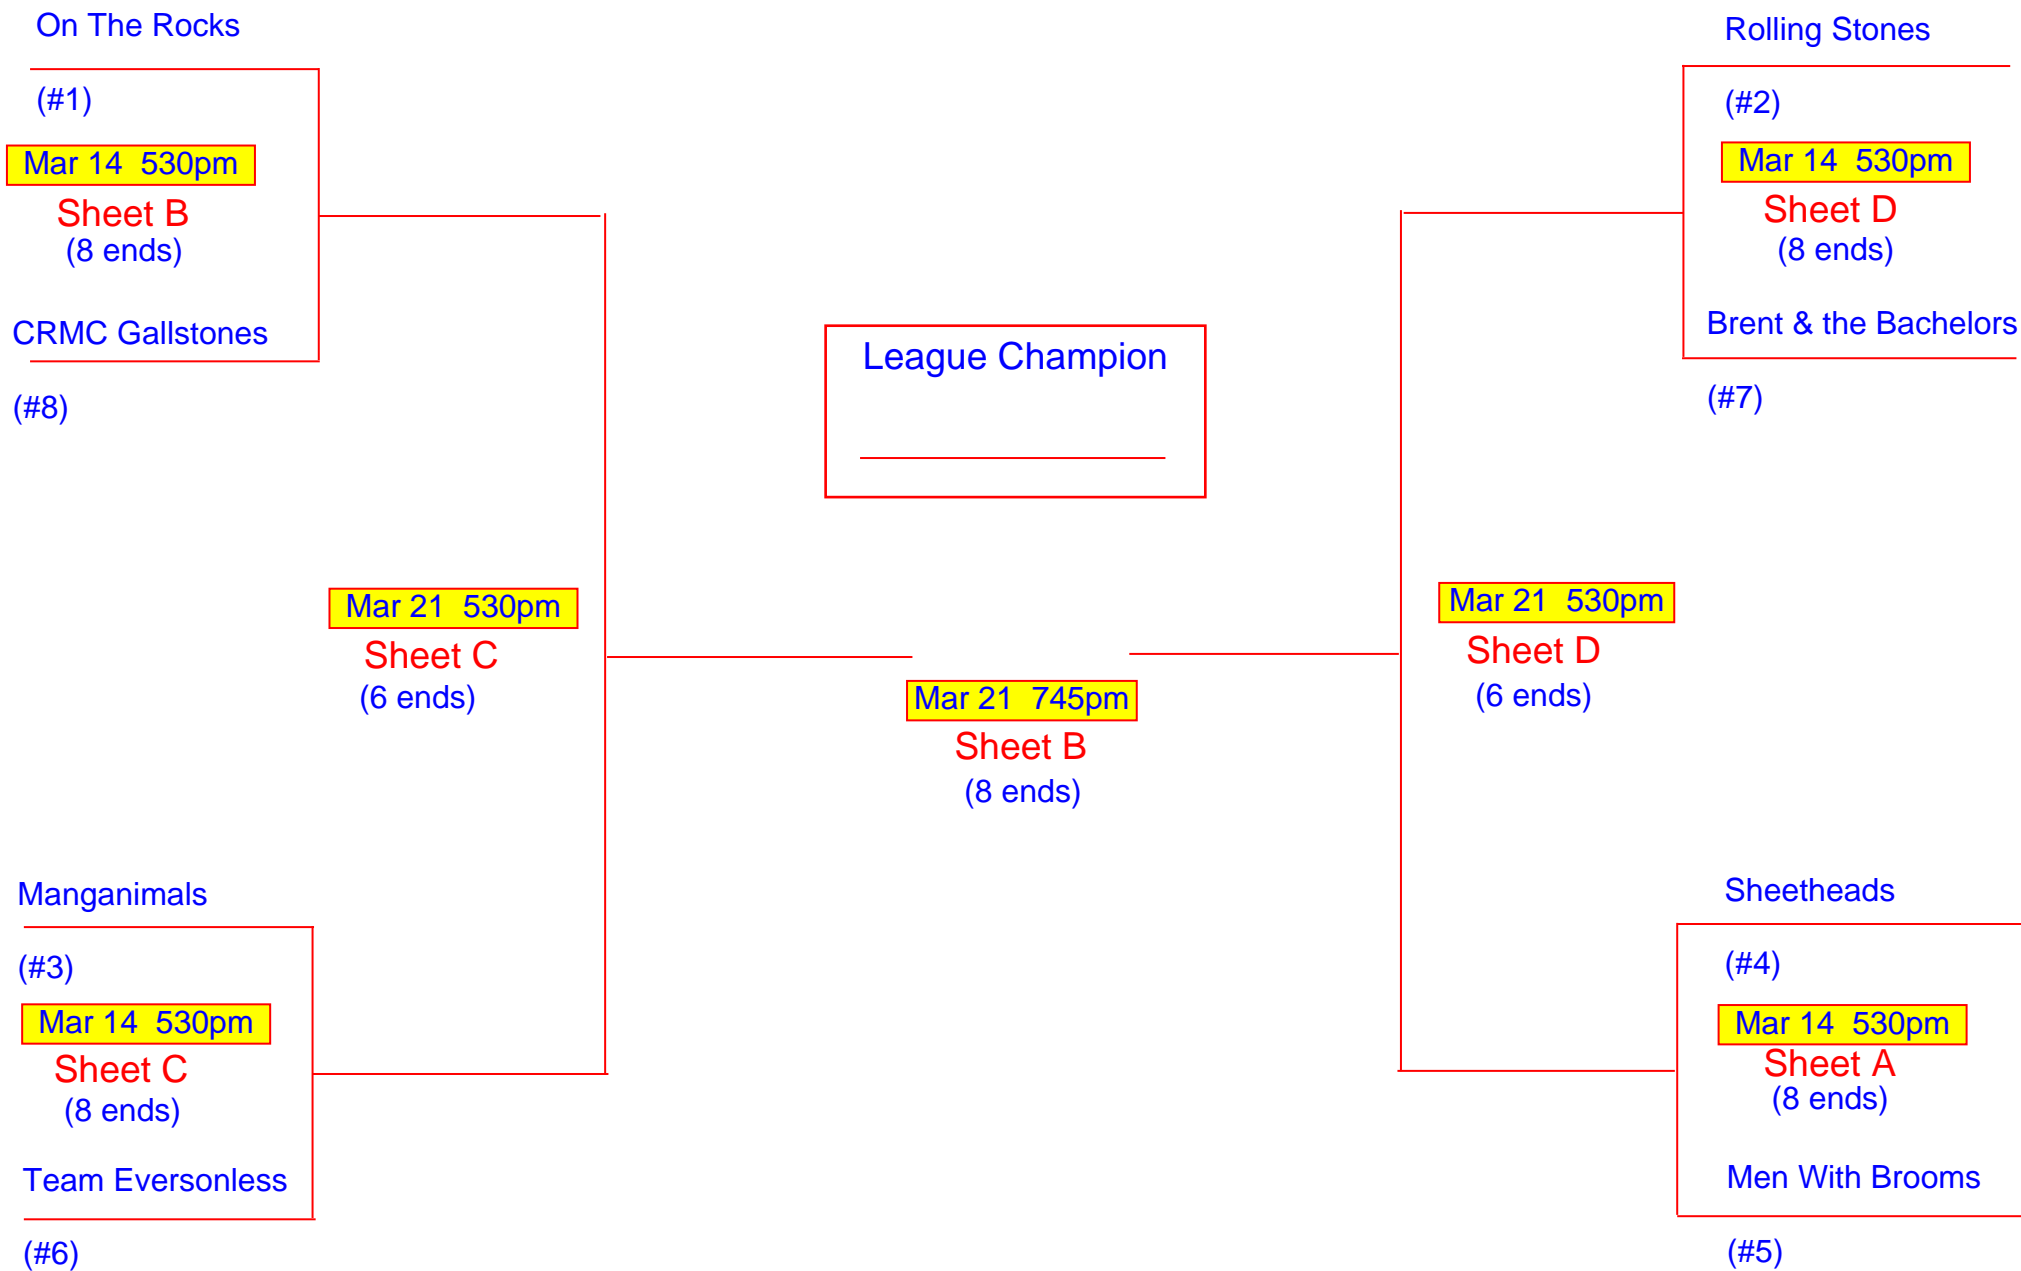 On The Rocks
(#1)
Mar 14  530pm
Sheet B
(8 ends)
CRMC Gallstones
(#8)
Rolling Stones
(#2)
Mar 14  530pm
Sheet D
(8 ends)
Brent & the Bachelors
(#7)
League Champion
Mar 21  530pm
Sheet C
(6 ends)
Mar 21  745pm
Sheet B
(8 ends)
Mar 21  530pm
Sheet D
(6 ends)
Manganimals
(#3)
Mar 14  530pm
Sheet C
(8 ends)
Team Eversonless
(#6)
Sheetheads
(#4)
Mar 14  530pm
Sheet A
(8 ends)
Men With Brooms
(#5)